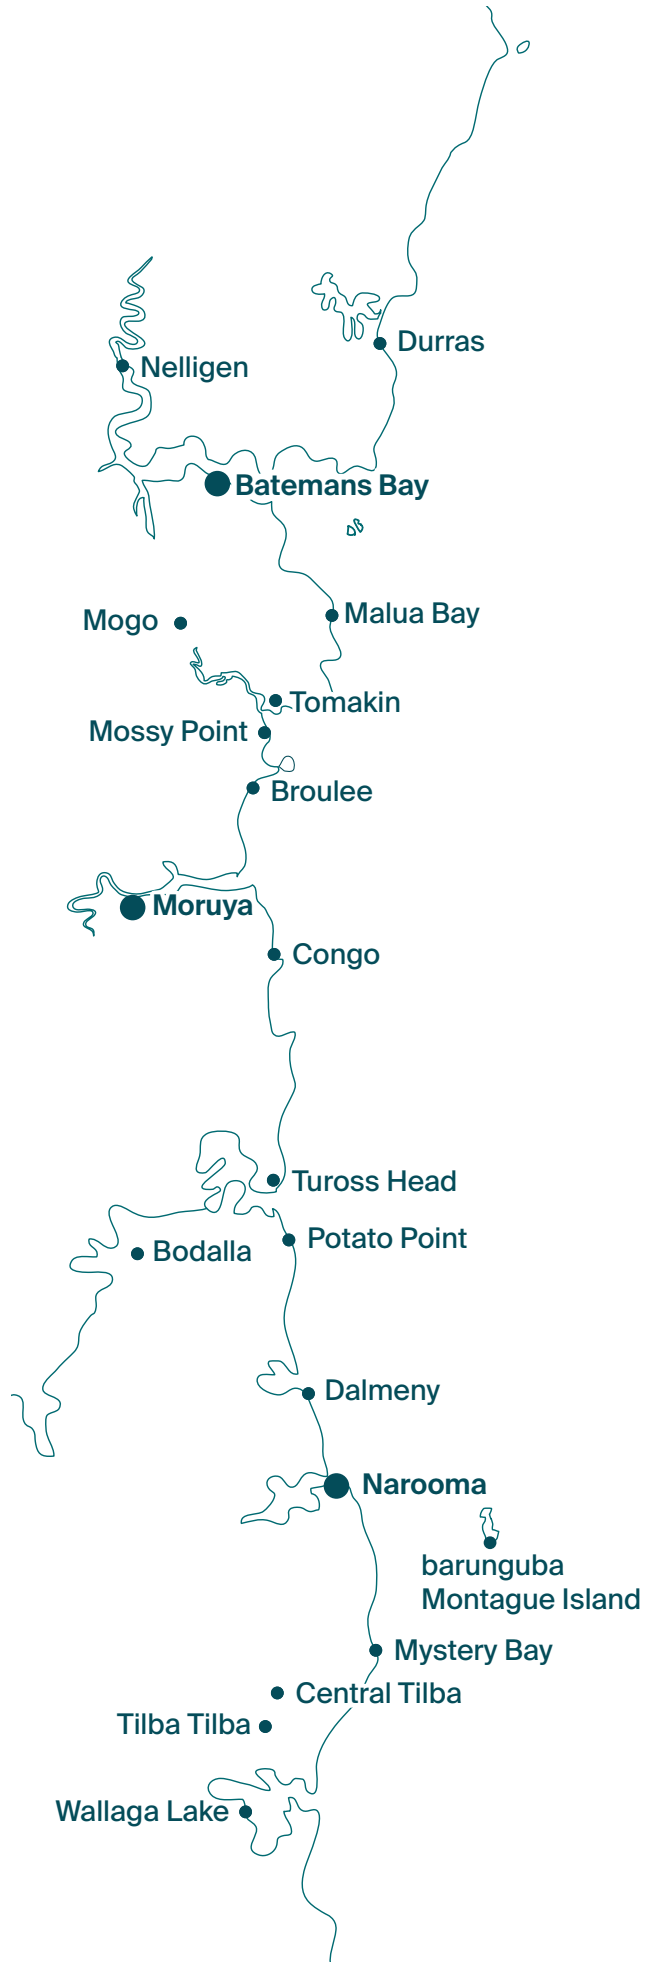 Durras
Nelligen
Batemans Bay
Malua Bay
Mogo
Tomakin
Mossy Point
Broulee
Moruya
Congo
Tuross Head
Potato Point
Bodalla
Dalmeny
Narooma
barunguba
Montague Island
Mystery Bay
Central Tilba
Tilba Tilba
Wallaga Lake